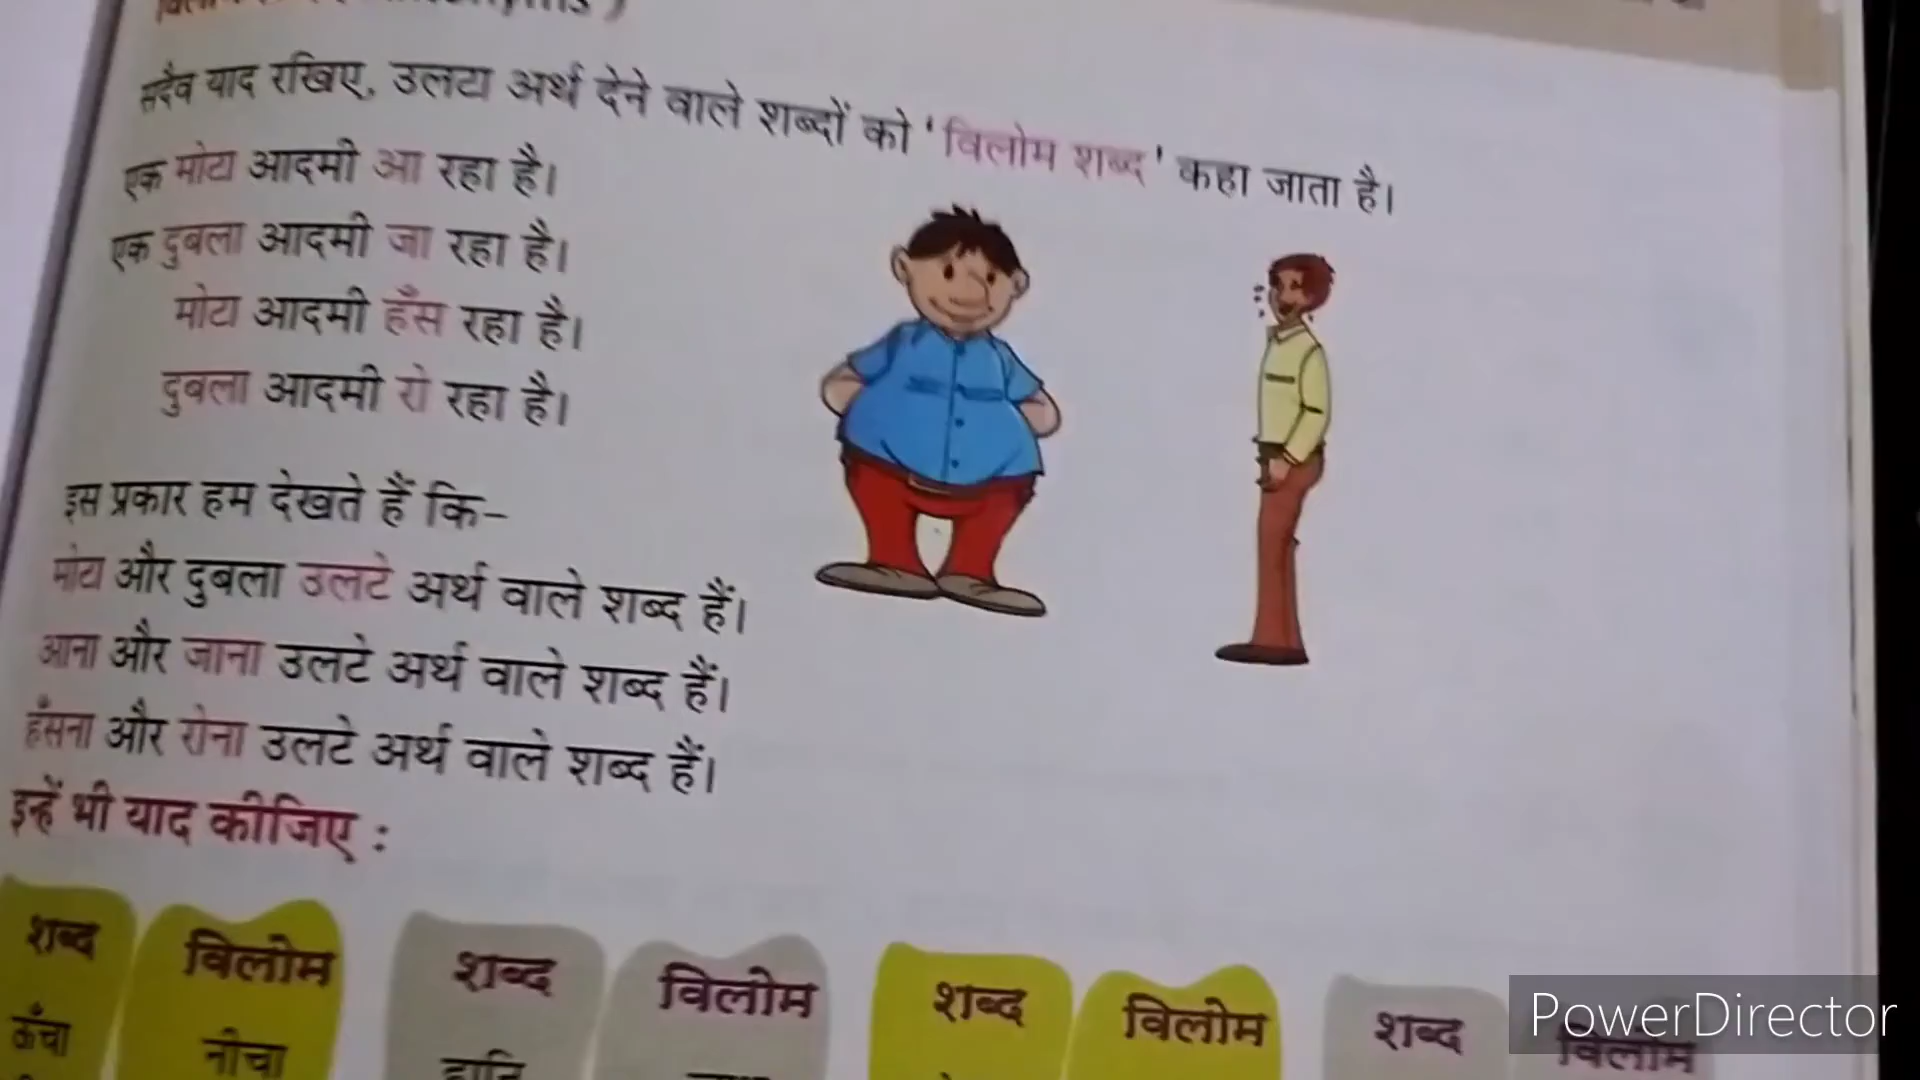 सदैव याद रखिए, उलटा अर्थ देने वाले शब्दों को 'विलोम शब्द' कहा जाता है।
एक मोटा आदमी आ रहा है।
एक दुबला आदमी जा रहा है।
मोटा आदमी हँस रहा है।
दुबला आदमी रो रहा है।
इस प्रकार हम देखते हैं कि-
मोटा और दुबला उलटे अर्थ वाले शब्द हैं।
आना और जाना उलटे अर्थ वाले शब्द हैं।
हँसना और रोना उलटे अर्थ वाले शब्द हैं।
इन्हें भी याद कीजिए :
शब्द विलोम शब्द विलोम शब्द विलोम शब्द विलोम
ऊँचा नीचा हानि
PowerDirector